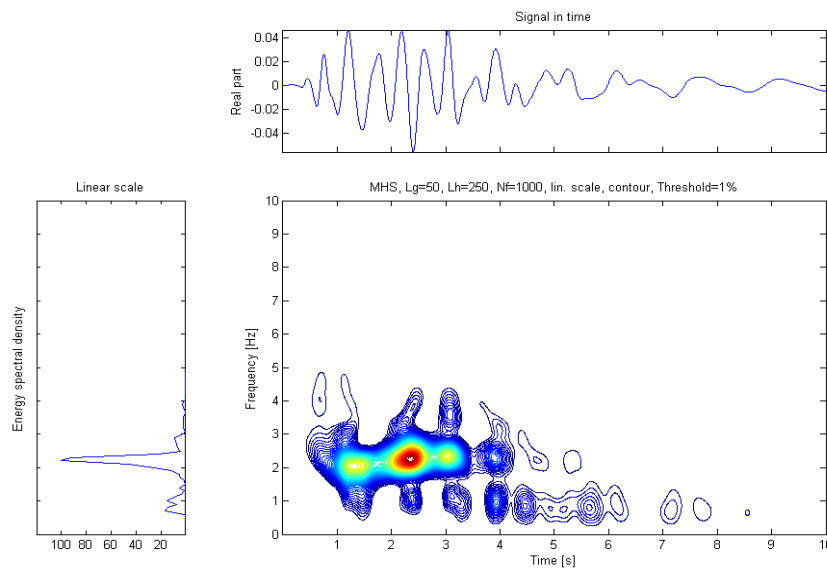 Signal in time
Real part
0.04
0.02
0
-0.02
-0.04
Linear scale
Energy spectral density
100 80 60 40 20
MHS, Lg=50, Lh=250, Nf=1000, lin. scale, contour, Threshold=1%
Frequency [Hz]
10
9
8
7
6
5
4
3
2
1
0
1 2 3 4 5 6 7 8 9 10
Time [s]